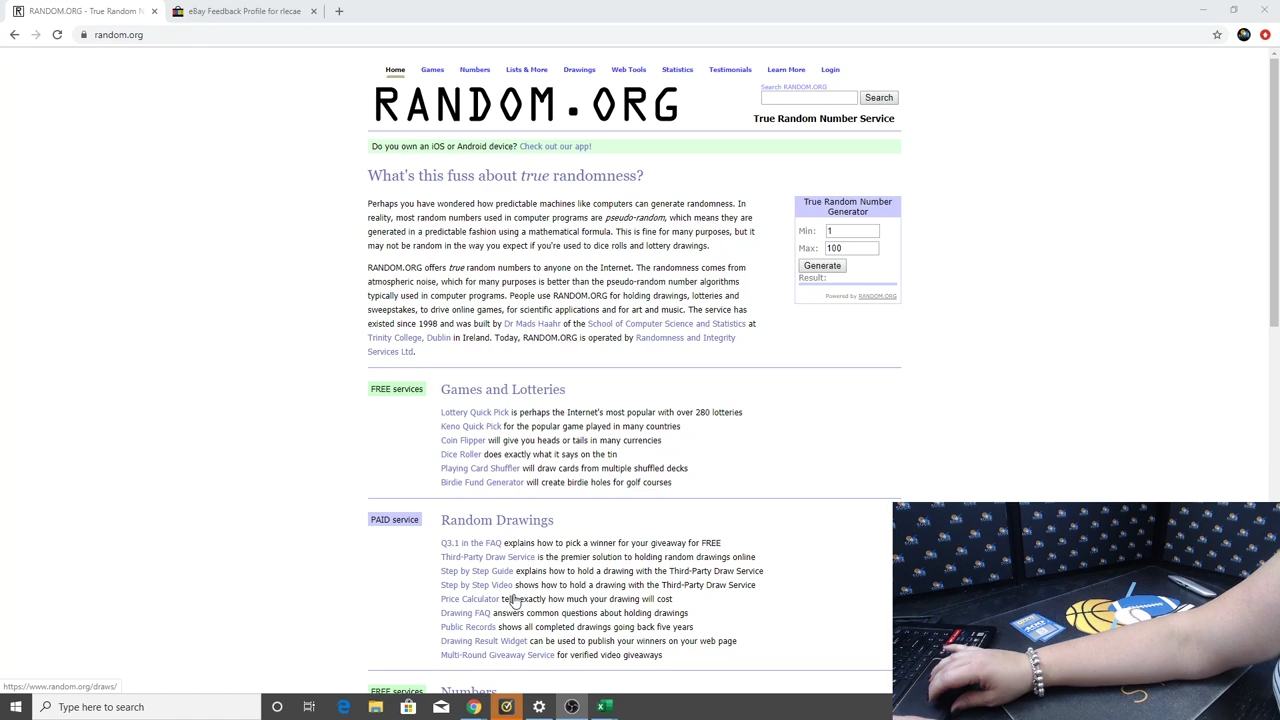 RANDOM.ORG - True Random N
eBay Feedback Profile for rlecae
random.org
Home Games Numbers Lists & More Drawings Web Tools Statistics Testimonials Learn More Login
RANDOM.ORG
Search RANDOM.ORG
Search
True Random Number Service
Do you own an iOS or Android device? Check out our app!
What's this fuss about true randomness?
Perhaps you have wondered how predictable machines like computers can generate randomness. In
reality, most random numbers used in computer programs are pseudo-random, which means they are
generated in a predictable fashion using a mathematical formula. This is fine for many purposes, but it
may not be random in the way you expect if you're used to dice rolls and lottery drawings.
RANDOM.ORG offers true random numbers to anyone on the Internet. The randomness comes from
atmospheric noise, which for many purposes is better than the pseudo-random number algorithms
typically used in computer programs. People use RANDOM.ORG for holding drawings, lotteries and
sweepstakes, to drive online games, for scientific applications and for art and music. The service has
existed since 1998 and was built by Dr Mads Haahr of the School of Computer Science and Statistics at
Trinity College, Dublin in Ireland. Today, RANDOM.ORG is operated by Randomness and Integrity
Services Ltd.
True Random Number
Generator
Min: 1
Max: 100
Generate
Result:
Powered by RANDOM.ORG
FREE services
Games and Lotteries
Lottery Quick Pick is perhaps the Internet's most popular with over 280 lotteries
Keno Quick Pick for the popular game played in many countries
Coin Flipper will give you heads or tails in many currencies
Dice Roller does exactly what it says on the tin
Playing Card Shuffler will draw cards from multiple shuffled decks
Birdie Fund Generator will create birdie holes for golf courses
PAID service
Random Drawings
Q3.1 in the FAQ explains how to pick a winner for your giveaway for FREE
Third-Party Draw Service is the premier solution to holding random drawings online
Step by Step Guide explains how to hold a drawing with the Third-Party Draw Service
Step by Step Video shows how to hold a drawing with the Third-Party Draw Service
Price Calculator tells exactly how much your drawing will cost
Drawing FAQ answers common questions about holding drawings
Public Records shows all completed drawings going back five years
Drawing Result Widget can be used to publish your winners on your web page
Multi-Round Giveaway Service for verified video giveaways
FREE services
Numbers
https://www.random.org/draws/
Type here to search